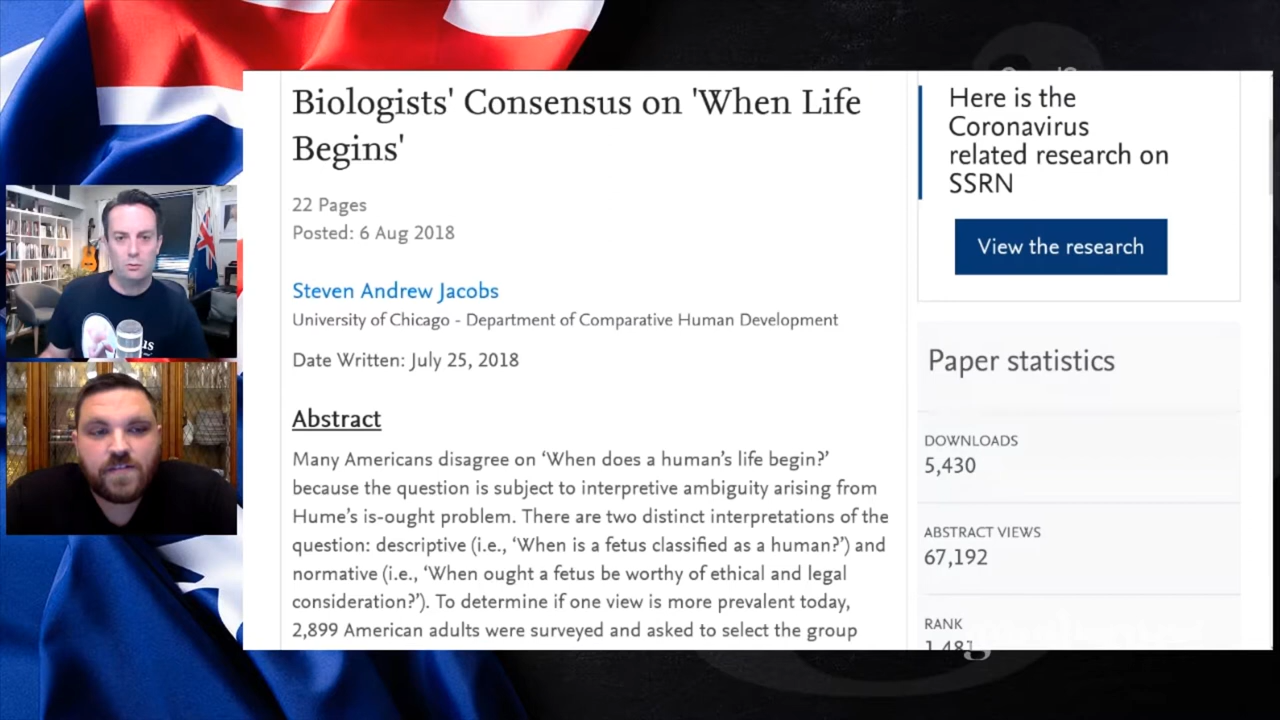 Biologists' Consensus on 'When Life
Begins'
22 Pages
Posted: 6 Aug 2018
Steven Andrew Jacobs
University of Chicago - Department of Comparative Human Development
Date Written: July 25, 2018
Abstract
Many Americans disagree on ‘When does a human’s life begin?’
because the question is subject to interpretive ambiguity arising from
Hume’s is-ought problem. There are two distinct interpretations of the
question: descriptive (i.e., ‘When is a fetus classified as a human?’) and
normative (i.e., ‘When ought a fetus be worthy of ethical and legal
consideration?’). To determine if one view is more prevalent today,
2,899 American adults were surveyed and asked to select the group
Here is the
Coronavirus
related research on
SSRN
View the research
Paper statistics
DOWNLOADS
5,430
ABSTRACT VIEWS
67,192
RANK
1,481